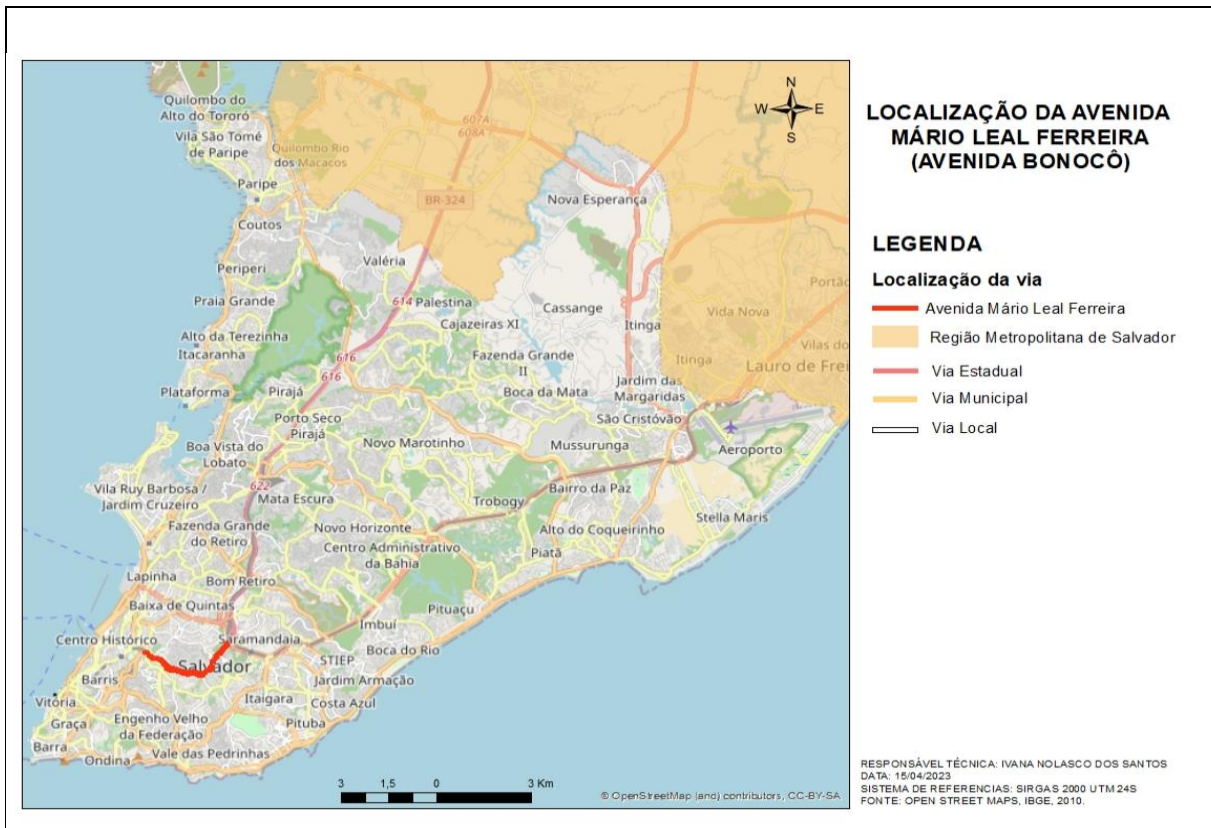 Quilombo do
Alto do Tororó
Vila São Tomé
de Paripe
Quilombo Rio
dos Macacos
607A
608A
N
W E
S
Paripe
BR-324
Nova Esperança
Coutos
Valéria
Periperi
614
Palestina
Praia Grande
Cassange
Vida Nova
Cajazeiras XI
Itinga
Alto da Terezinha
Itacaranha
616
Fazenda Grande
II
Itinga
Vilas do
Lauro de Frei
616
Plataforma
Pirajá
Boca da Mata
Jardim das
Margaridas
Porto Seco
Pirajá
São Cristóvão
Boa Vista do
Lobato
Novo Marotinho
Mussurunga
Aeroporto
622
Vila Ruy Barbosa /
Jardim Cruzeiro
Mata Escura
Trobogy
Bairro da Paz
Stella Maris
Fazenda Grande
do Retiro
Novo Horizonte
Alto do Coqueirinho
Centro Administrativo
da Bahia
Piatã
Lapinha
Bom Retiro
Baixa de Quintas
Pituaçu
Imbuí
Centro Histórico
Saramandaia
Boca do Rio
STIEP
Salvador
Barris
Jardim Armação
Vitória
Itaigara
Costa Azul
Graça
Engenho Velho
da Federação
Pituba
Barra
Ondina
Vale das Pedrinhas
3 1,5 0 3 Km
© OpenStreetMap (and) contributors, CC-BY-SA
LOCALIZAÇÃO DA AVENIDA
MÁRIO LEAL FERREIRA
(AVENIDA BONOCÔ)
LEGENDA
Localização da via
Avenida Mário Leal Ferreira
Região Metropolitana de Salvador
Via Estadual
Via Municipal
Via Local
RESPONSÁVEL TÉCNICA: IVANA NOLASCO DOS SANTOS
DATA: 15/04/2023
SISTEMA DE REFERENCIAS: SIRGAS 2000 UTM 24S
FONTE: OPEN STREET MAPS, IBGE, 2010.